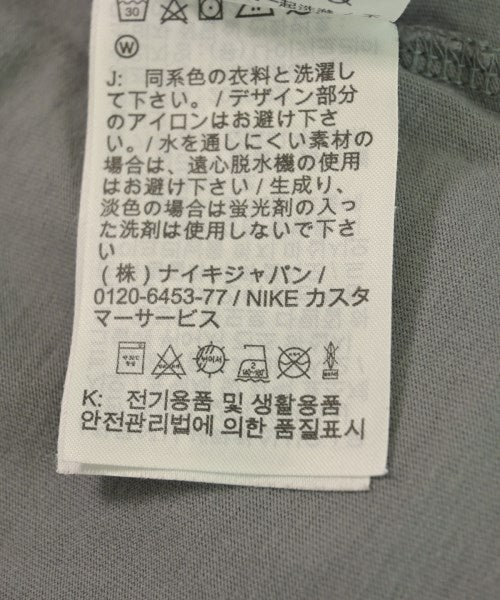 30
W
J: 同系色の衣料と洗濯し
て下さい。/ デザイン部分
のアイロンはお避け下さ
い。/ 水を通しにくい素材の
場合は、遠心脱水機の使用
はお避け下さい / 生成り、
淡色の場合は蛍光剤の入っ
た洗剤は使用しないで下さ
い
(株) ナイキジャパン /
0120-6453-77 / NIKE カスタ
マーサービス
K: 전기용품 및 생활용품
안전관리법에 의한 품질표시